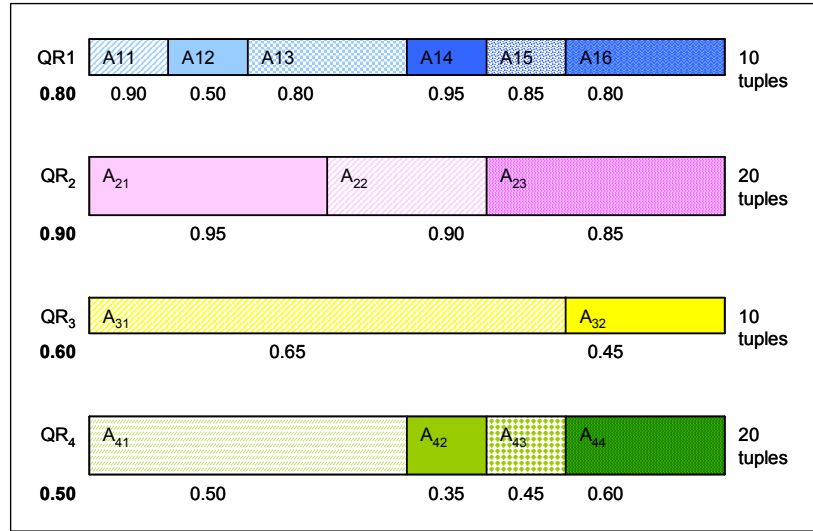 QR1 A11 A12 A13 A14 A15 A16 10 tuples
0.80 0.90 0.50 0.80 0.95 0.85 0.80
QR2 A21 A22 A23 20 tuples
0.90 0.95 0.90 0.85
QR3 A31 A32 10 tuples
0.60 0.65 0.45
QR4 A41 A42 A43 A44 20 tuples
0.50 0.50 0.35 0.45 0.60